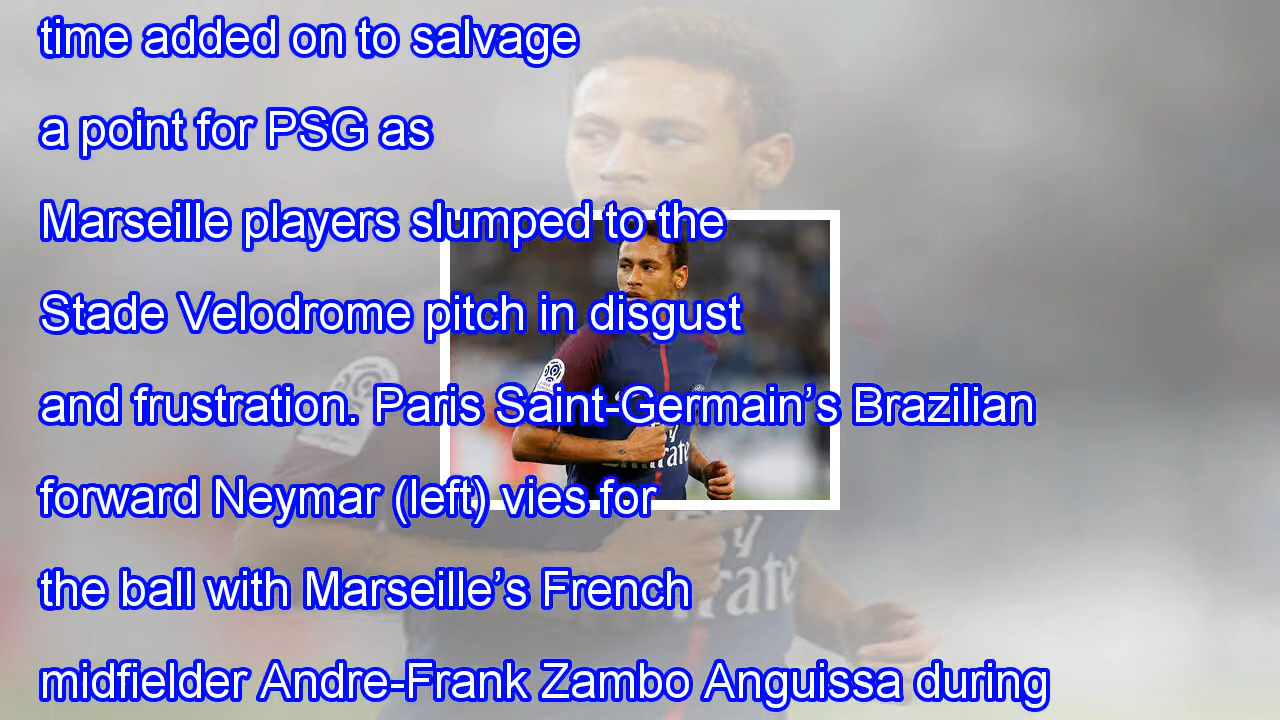 time added on to salvage
a point for PSG as
Marseille players slumped to the
Stade Velodrome pitch in disgust
and frustration. Paris Saint-Germain’s Brazilian
forward Neymar (left) vies for
the ball with Marseille’s French
midfielder Andre-Frank Zambo Anguissa during